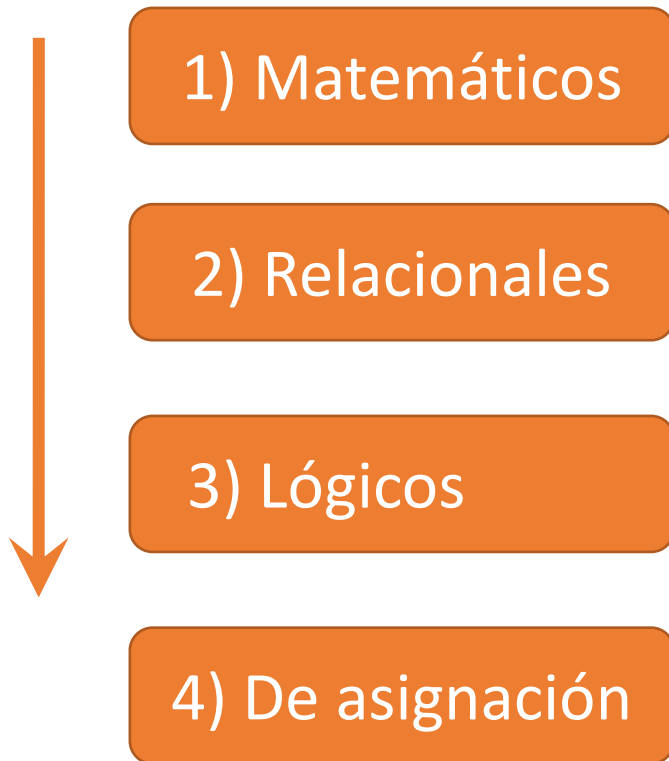 1) Matemáticos
2) Relacionales
3) Lógicos
4) De asignación